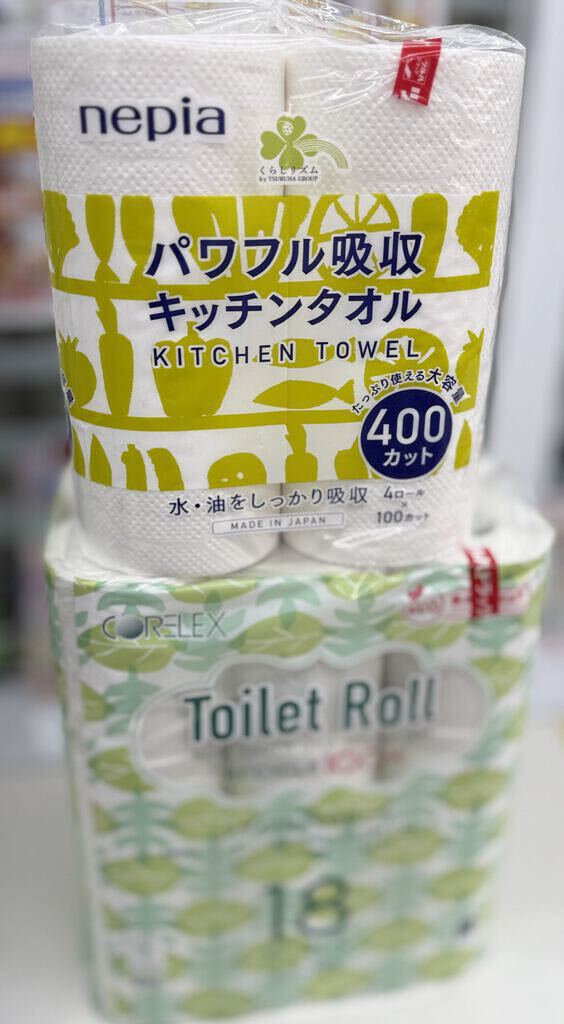 nepia
くらしリズム
by TSURUHA GROUP
パワフル吸収
キッチンタオル
KITCHEN TOWEL
たっぷり使える大容量
400
カット
水・油をしっかり吸収
4ロール
×
100カット
MADE IN JAPAN
CORELEX
Toilet Roll
18